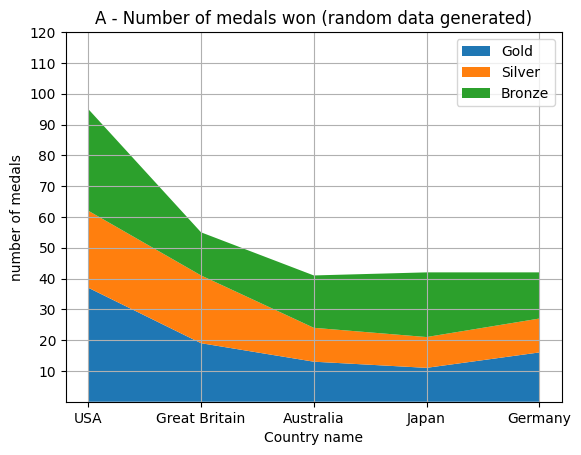 A - Number of medals won (random data generated)
120
110
100
90
80
70
60
50
40
30
20
10
number of medals
Gold
Silver
Bronze
USA Great Britain Australia Japan Germany
Country name